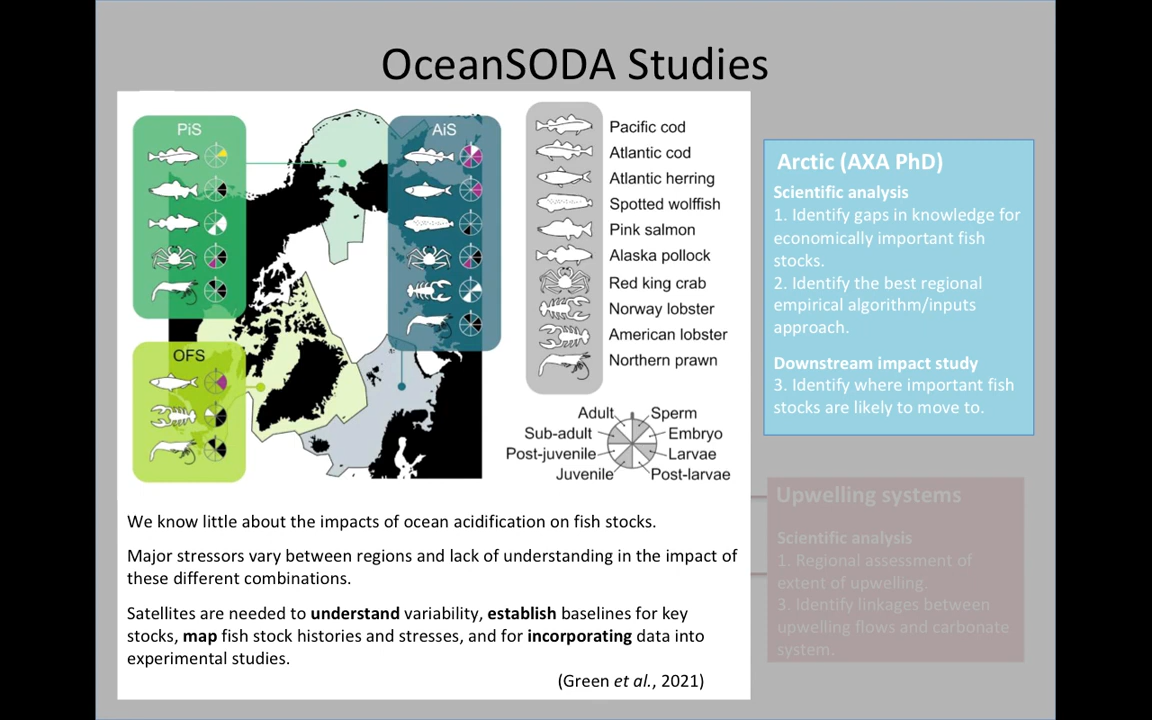 OceanSODA Studies
PiS
AiS
OFS
Pacific cod
Atlantic cod
Atlantic herring
Spotted wolffish
Pink salmon
Alaska pollock
Red king crab
Norway lobster
American lobster
Northern prawn
Adult
Sperm
Sub-adult
Embryo
Post-juvenile
Larvae
Juvenile
Post-larvae
We know little about the impacts of ocean acidification on fish stocks.
Major stressors vary between regions and lack of understanding in the impact of
these different combinations.
Satellites are needed to understand variability, establish baselines for key
stocks, map fish stock histories and stresses, and for incorporating data into
experimental studies.
(Green et al., 2021)
Arctic (AXA PhD)
Scientific analysis
1. Identify gaps in knowledge for
economically important fish
stocks.
2. Identify the best regional
empirical algorithm/inputs
approach.
Downstream impact study
3. Identify where important fish
stocks are likely to move to.
Upwelling systems
Scientific analysis
1. Regional assessment of
extent of upwelling.
3. Identify linkages between
upwelling flows and carbonate
system.